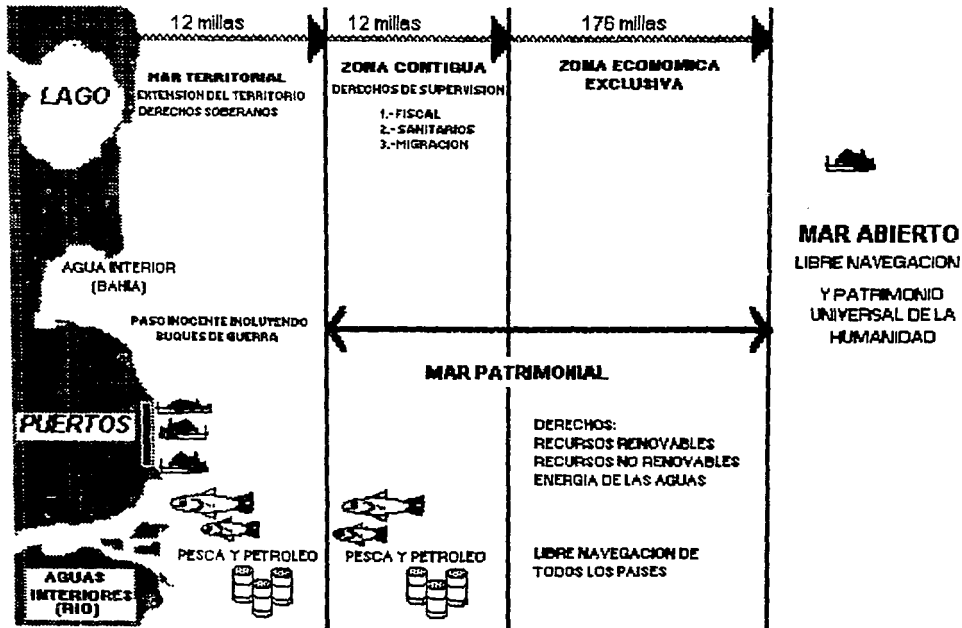 12 millas
12 millas
176 millas
LAGO
MAR TERRITORIAL
EXTENSION DEL TERRITORIO
DERECHOS SOBERANOS
ZONA CONTIGUA
DERECHOS DE SUPERVISION
1.-FISCAL
2.-SANITARIOS
3.-MIGRACION
ZONA ECONOMICA
EXCLUSIVA
MAR ABIERTO
LIBRE NAVEGACION
Y PATRIMONIO
UNIVERSAL DE LA
HUMANIDAD
AGUA INTERIOR
(BAHIA)
PASO INOCENTE INCLUYENDO
BUQUES DE GUERRA
MAR PATRIMONIAL
PUERTOS
DERECHOS:
RECURSOS RENOVABLES
RECURSOS NO RENOVABLES
ENERGIA DE LAS AGUAS
PESCA Y PETROLEO
PESCA Y PETROLEO
LIBRE NAVEGACION DE
TODOS LOS PAISES
AGUAS
INTERIORES
(RIO)